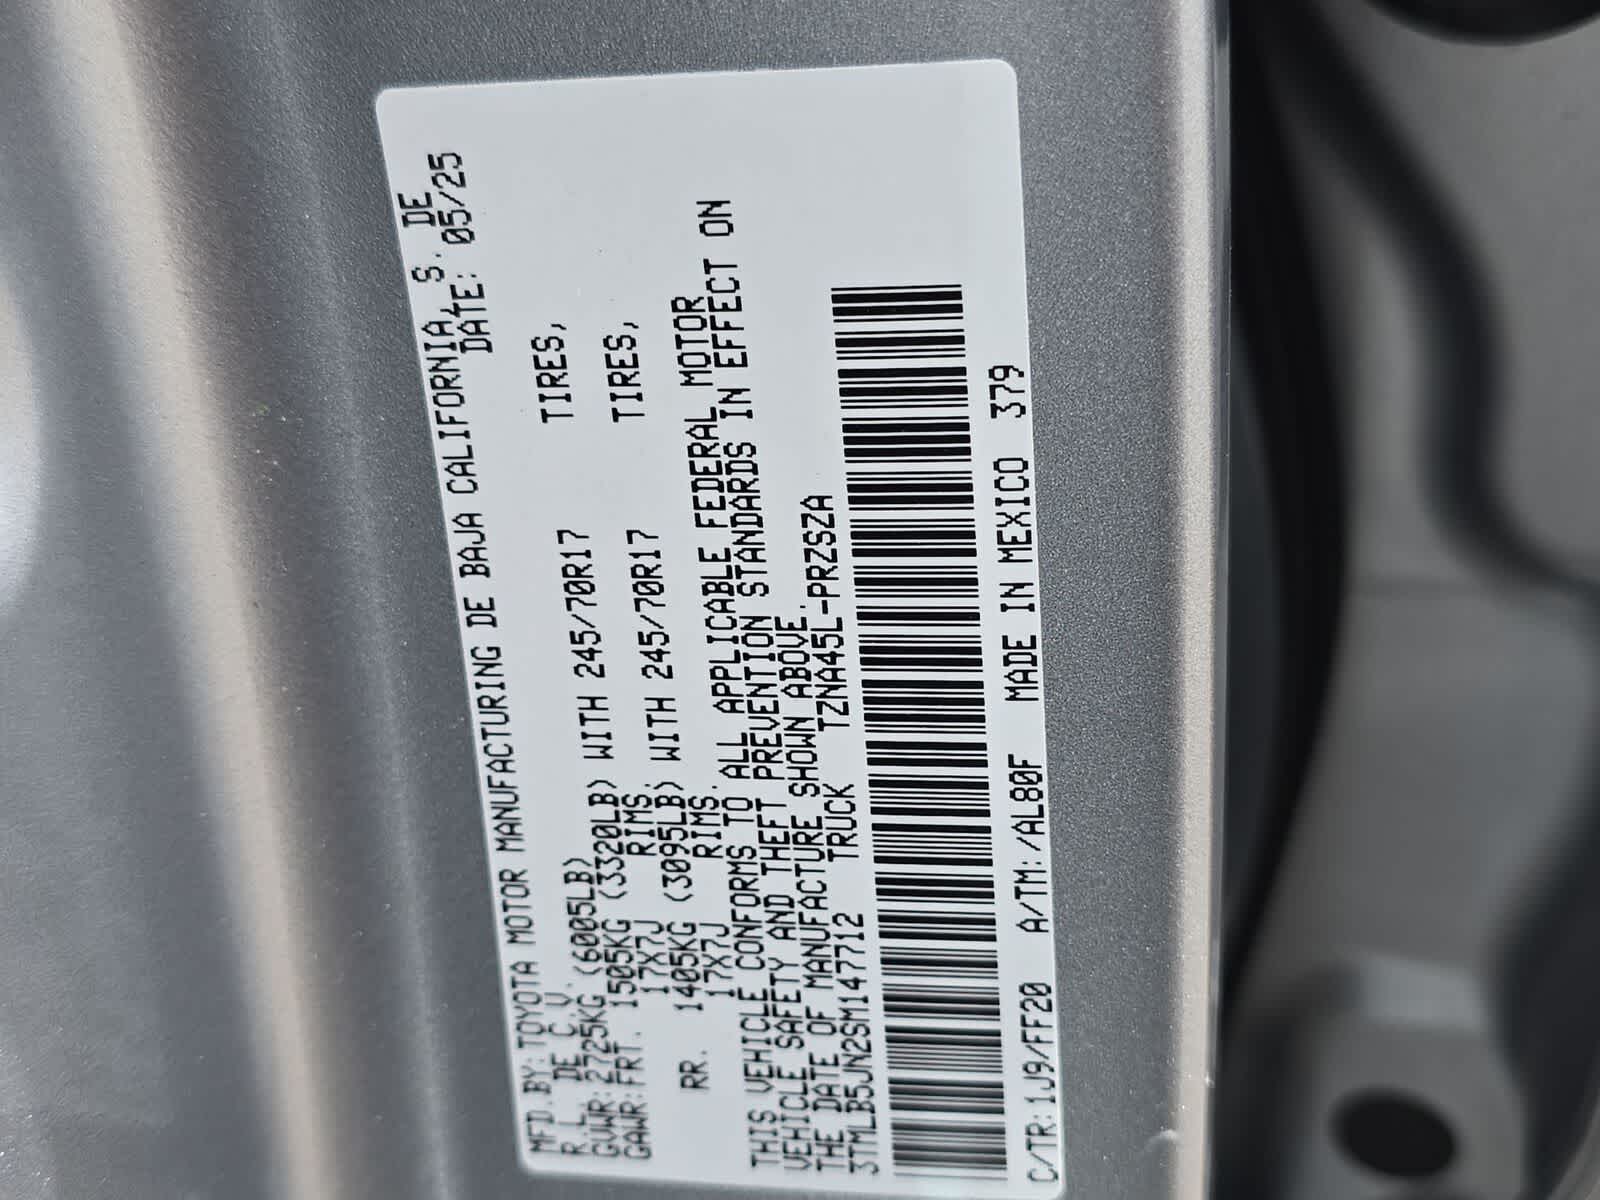 MFD.BY:TOYOTA MOTOR MANUFACTURING DE BAJA CALIFORNIA, S. DE
R.L. DE C.V. DATE: 05/25
GVWR:2725KG (6005LB)
GAWR:FRT. 1505KG (3320LB) WITH 245/70R17 TIRES,
17X7J RIMS,
RR. 1405KG (3095LB) WITH 245/70R17 TIRES,
17X7J RIMS.
THIS VEHICLE CONFORMS TO ALL APPLICABLE FEDERAL MOTOR
VEHICLE SAFETY AND THEFT PREVENTION STANDARDS IN EFFECT ON
THE DATE OF MANUFACTURE SHOWN ABOVE.
3TMLB5JN2SM147712 TRUCK TZNA45L-PRZSZA
C/TR:1J9/FF20 A/TM:/AL80F MADE IN MEXICO 379